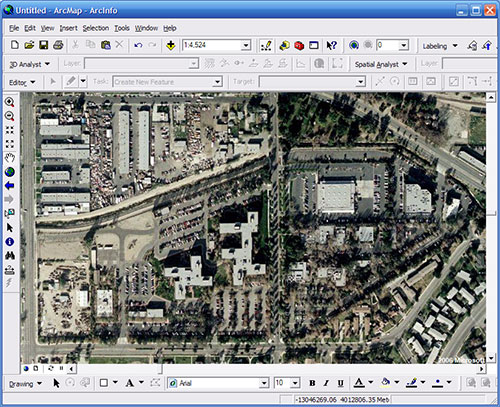 Untitled - ArcMap - ArcInfo
File Edit View Insert Selection Tools Window Help
1:4,524 0 Labeling
3D Analyst Layer: Spatial Analyst Layer:
Editor Task: Create New Feature Target:
2006 Microsoft
Drawing A Arial 10 B I U A
-13046269.06 4012806.35 Met